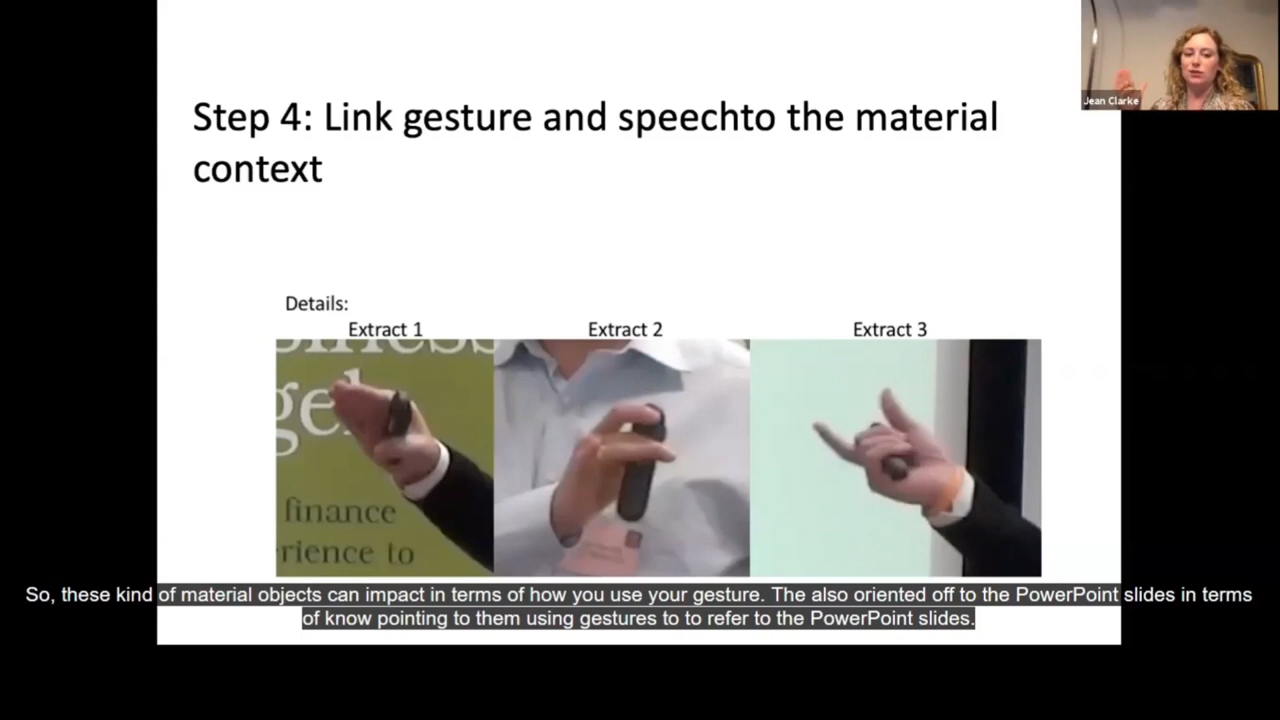 Jean Clarke
Step 4: Link gesture and speechto the material
context
Details:
Extract 1
Extract 2
Extract 3
finance
rience to
So, these kind of material objects can impact in terms of how you use your gesture. The also oriented off to the PowerPoint slides in terms
of know pointing to them using gestures to to refer to the PowerPoint slides.